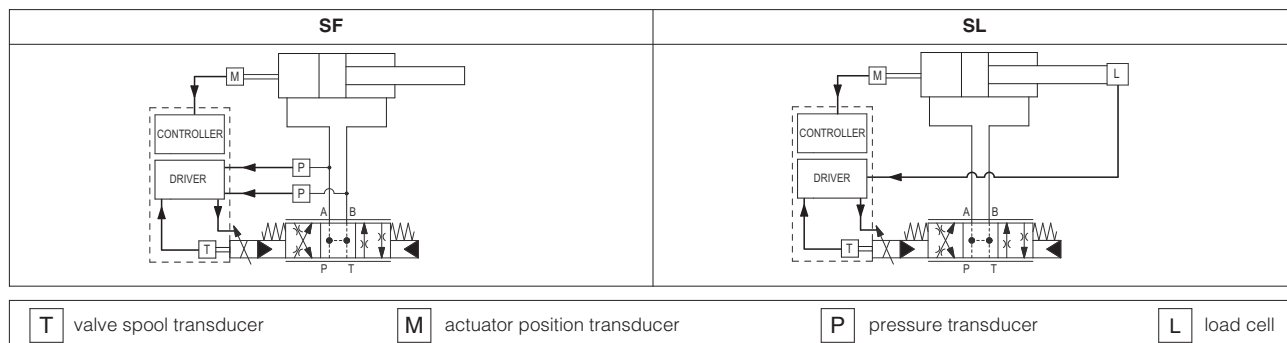 SF
SL
M
CONTROLLER
DRIVER
P
P
A B
T
P T
M
L
CONTROLLER
DRIVER
A B
T
P T
T valve spool transducer
M actuator position transducer
P pressure transducer
L load cell